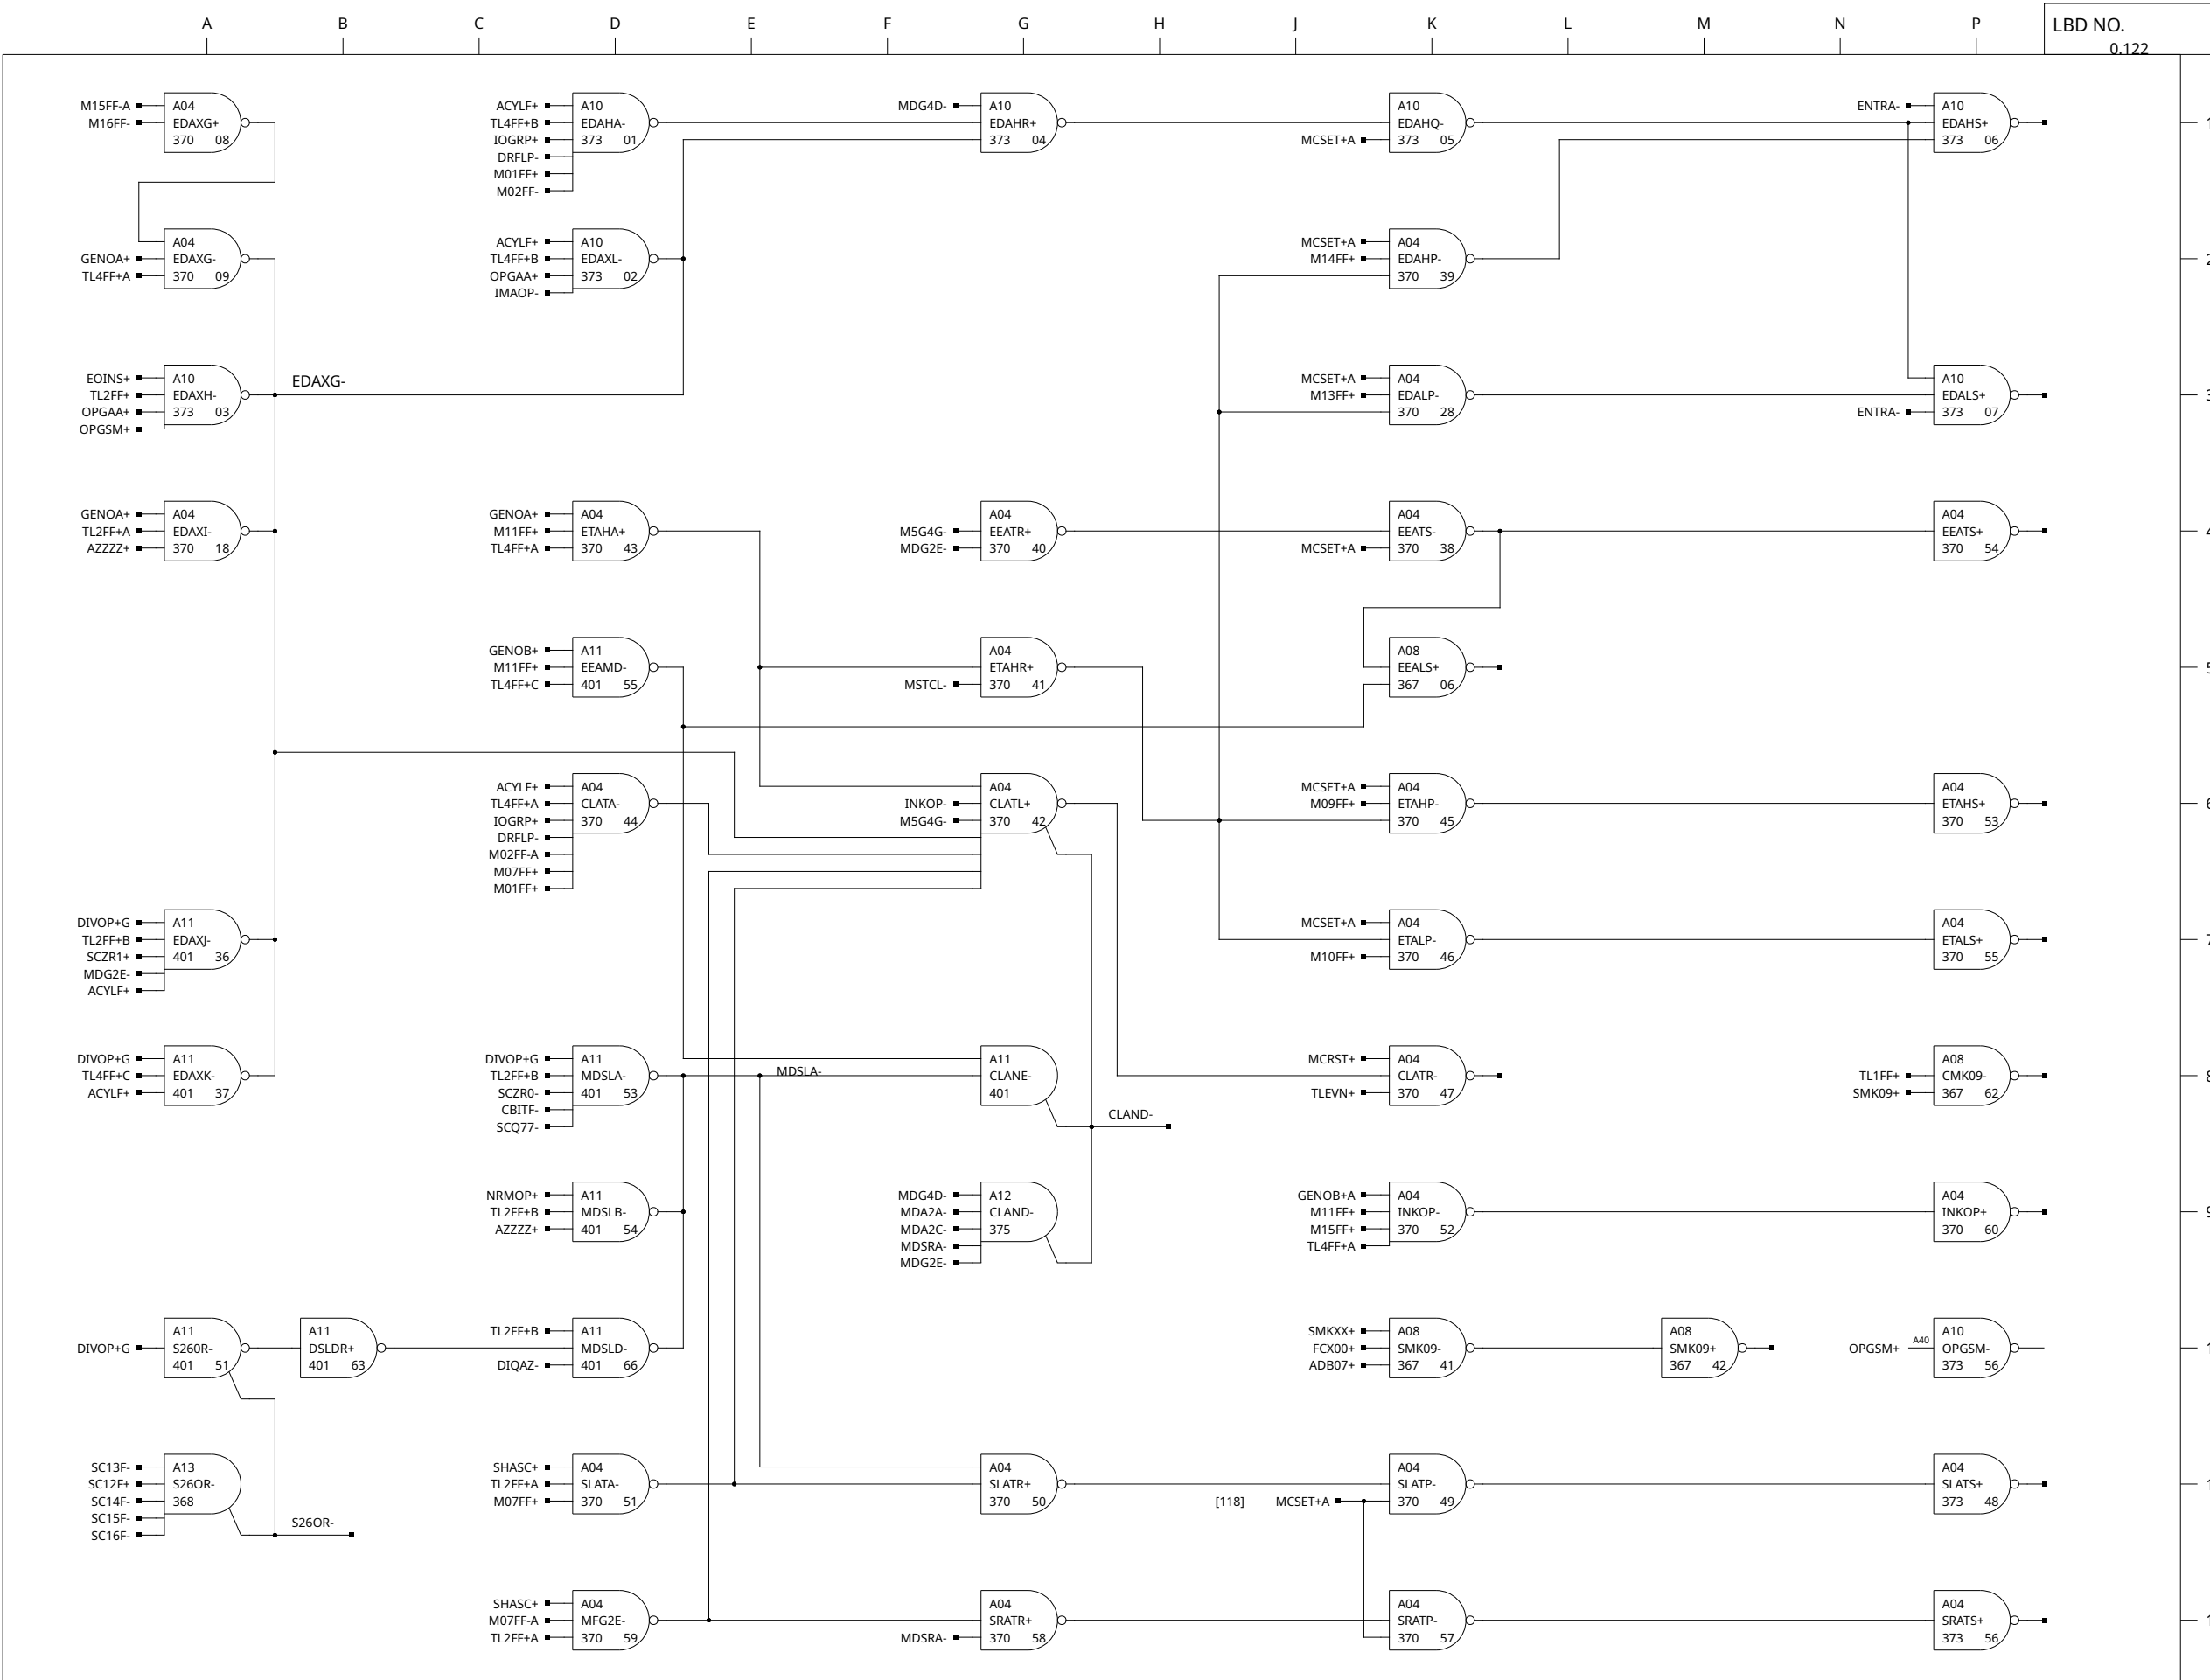 A B C D E F G H J K L M N P
LBD NO.
0.122
M15FF-A
M16FF-
A04
EDAXG+
370 08
ACYLF+
TL4FF+B
IOGRP+
DRFLP-
M01FF+
M02FF-
A10
EDAHA-
373 01
MDG4D-
A10
EDAHR+
373 04
MCSET+A
A10
EDAHQ-
373 05
ENTRA-
A10
EDAHS+
373 06
1
GENOA+
TL4FF+A
A04
EDAXG-
370 09
ACYLF+
TL4FF+B
OPGAA+
IMAOP-
A10
EDAXL-
373 02
MCSET+A
M14FF+
A04
EDAHP-
370 39
2
EOINS+
TL2FF+
OPGAA+
OPGSM+
A10
EDAXH-
373 03
EDAXG-
MCSET+A
M13FF+
A04
EDALP-
370 28
ENTRA-
A10
EDALS+
373 07
3
GENOA+
TL2FF+A
AZZZZ+
A04
EDAXI-
370 18
GENOA+
M11FF+
TL4FF+A
A04
ETAHA+
370 43
M5G4G-
MDG2E-
A04
EEATR+
370 40
MCSET+A
A04
EEATS-
370 38
A04
EEATS+
370 54
4
GENOB+
M11FF+
TL4FF+C
A11
EEAMD-
401 55
MSTCL-
A04
ETAHR+
370 41
A08
EEALS+
367 06
5
ACYLF+
TL4FF+A
IOGRP+
DRFLP-
M02FF-A
M07FF+
M01FF+
A04
CLATA-
370 44
INKOP-
M5G4G-
A04
CLATL+
370 42
MCSET+A
M09FF+
A04
ETAHP-
370 45
A04
ETAHS+
370 53
6
DIVOP+G
TL2FF+B
SCZR1+
MDG2E-
ACYLF+
A11
EDAXJ-
401 36
MCSET+A
M10FF+
A04
ETALP-
370 46
A04
ETALS+
370 55
7
DIVOP+G
TL4FF+C
ACYLF+
A11
EDAXK-
401 37
DIVOP+G
TL2FF+B
SCZR0-
CBITF-
SCQ77-
A11
MDSLA-
401 53
MDSLA-
A11
CLANE-
401
CLAND-
MCRST+
TLEVN+
A04
CLATR-
370 47
TL1FF+
SMK09+
A08
CMK09-
367 62
8
NRMOP+
TL2FF+B
AZZZZ+
A11
MDSLB-
401 54
MDG4D-
MDA2A-
MDA2C-
MDSRA-
MDG2E-
A12
CLAND-
375
GENOB+A
M11FF+
M15FF+
TL4FF+A
A04
INKOP-
370 52
A04
INKOP+
370 60
9
DIVOP+G
A11
S260R-
401 51
A11
DSLDR+
401 63
TL2FF+B
DIQAZ-
A11
MDSLD-
401 66
SMKXX+
FCX00+
ADB07+
A08
SMK09-
367 41
A08
SMK09+
367 42
OPGSM+
A40
A10
OPGSM-
373 56
1
SC13F-
SC12F+
SC14F-
SC15F-
SC16F-
A13
S26OR-
368
S26OR-
SHASC+
TL2FF+A
M07FF+
A04
SLATA-
370 51
A04
SLATR+
370 50
[118] MCSET+A
A04
SLATP-
370 49
A04
SLATS+
373 48
1
SHASC+
M07FF-A
TL2FF+A
A04
MFG2E-
370 59
MDSRA-
A04
SRATR+
370 58
A04
SRATP-
370 57
A04
SRATS+
373 56
1